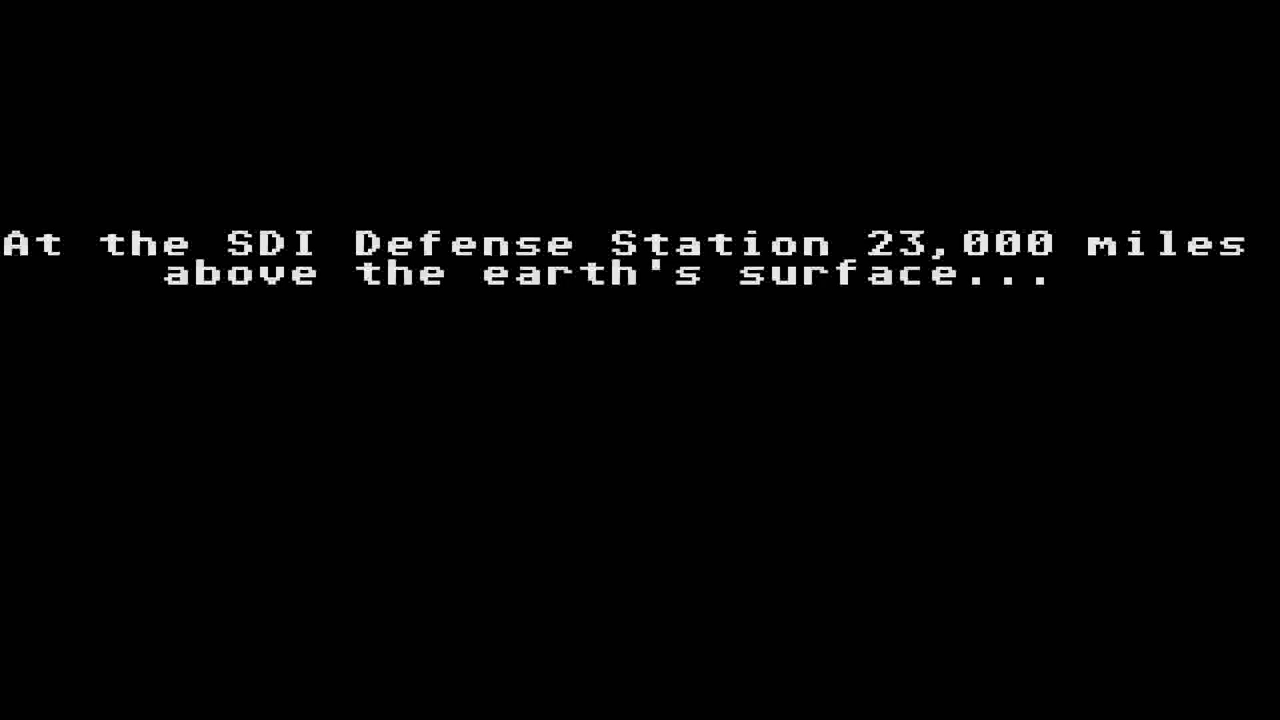 At the SDI Defense Station 23,000 miles
above the earth's surface...